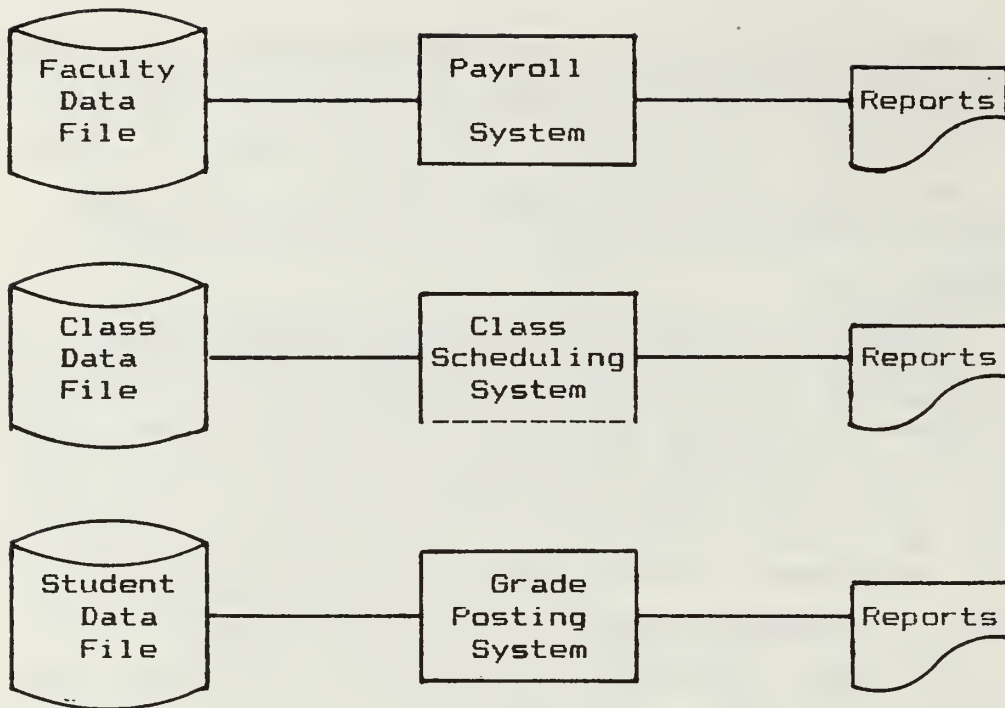 Faculty
Data
File
Payroll
System
Reports
Class
Data
File
Class
Scheduling
System
Reports
Student
Data
File
Grade
Posting
System
Reports